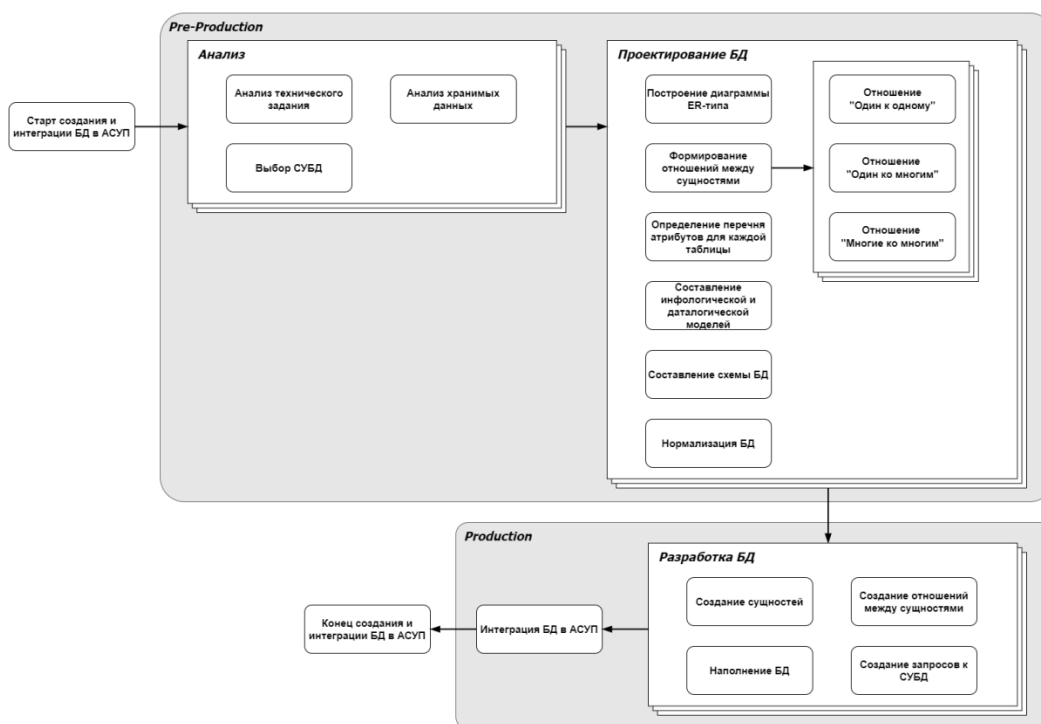 Pre-Production
Анализ
Анализ технического
задания
Анализ хранимых
данных
Выбор СУБД
Старт создания и
интеграции БД в АСУП
Проектирование БД
Построение диаграммы
ER-типа
Формирование
отношений между
сущностями
Определение перечня
атрибутов для каждой
таблицы
Составление
инфологической и
даталогической
моделей
Составление схемы БД
Нормализация БД
Отношение
"Один к одному"
Отношение
"Один ко многим"
Отношение
"Многие ко многим"
Production
Разработка БД
Создание сущностей
Создание отношений
между сущностями
Наполнение БД
Создание запросов к
СУБД
Интеграция БД в АСУП
Конец создания и
интеграции БД в АСУП